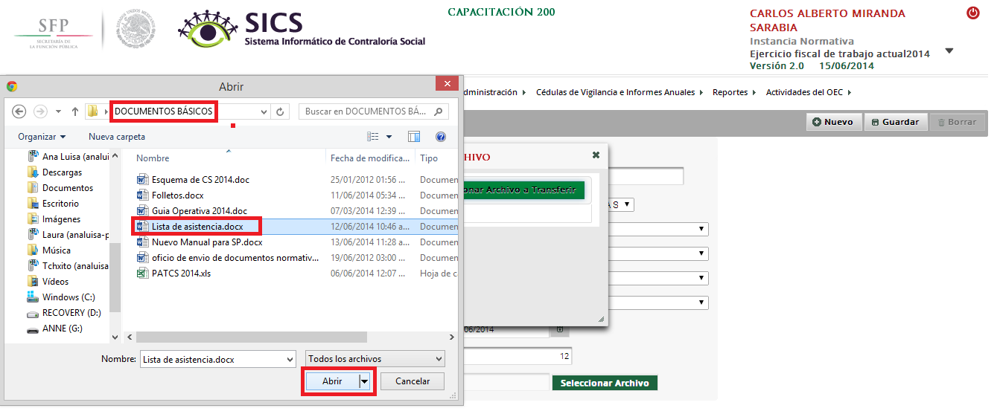 SFP
SECRETARÍA DE
LA FUNCIÓN PÚBLICA
SICS
Sistema Informático de Contraloría Social
CAPACITACIÓN 200
CARLOS ALBERTO MIRANDA
SARABIA
Instancia Normativa
Ejercicio fiscal de trabajo actual2014
Versión 2.0 15/06/2014
Abrir
dministración Cédulas de Vigilancia e Informes Anuales Reportes Actividades del OEC
DOCUMENTOS BÁSICOS
Buscar en DOCUMENTOS BÁ...
Nuevo Guardar Borrar
Organizar Nueva carpeta
Ana Luisa (analui
Descargas
Documentos
Escritorio
Imágenes
Laura (analuisa-p
Música
Tchxito (analuisa
Vídeos
Windows (C:)
RECOVERY (D:)
ANNE (G:)
Nombre Fecha de modifica... Tipo
Esquema de CS 2014.doc 25/01/2012 01:56 ... Documen
Folletos.docx 11/06/2014 05:34 ... Documen
Guia Operativa 2014.doc 07/03/2014 12:39 ... Documen
Lista de asistencia.docx 12/06/2014 10:46 a... Documen
Nuevo Manual para SP.docx 13/06/2014 11:28 a... Documen
oficio de envio de documentos normativ... 19/06/2012 03:00 ... Documen
PATCS 2014.xls 06/06/2014 12:07 ... Hoja de c
CHIVO
onar Archivo a Transferir
A S
06/2014
12
Seleccionar Archivo
Nombre: Lista de asistencia.docx Todos los archivos
Abrir Cancelar